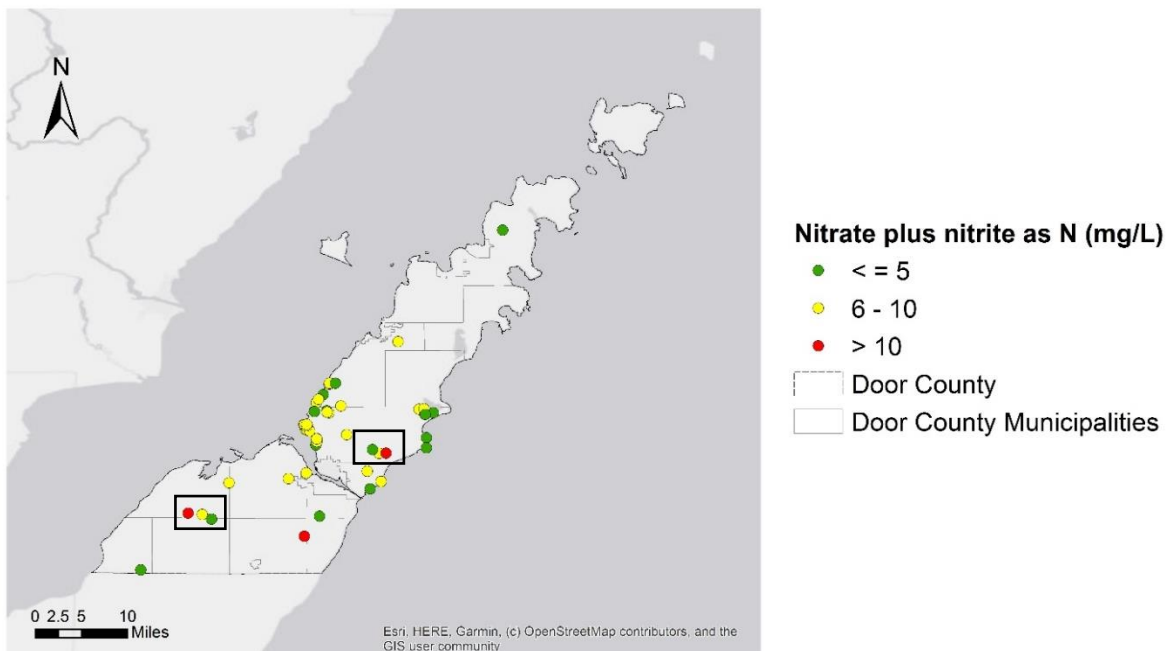 N
Nitrate plus nitrite as N (mg/L)
< = 5
6 - 10
> 10
Door County
Door County Municipalities
0 2.5 5 10
Miles
Esri, HERE, Garmin, (c) OpenStreetMap contributors, and the
GIS user community